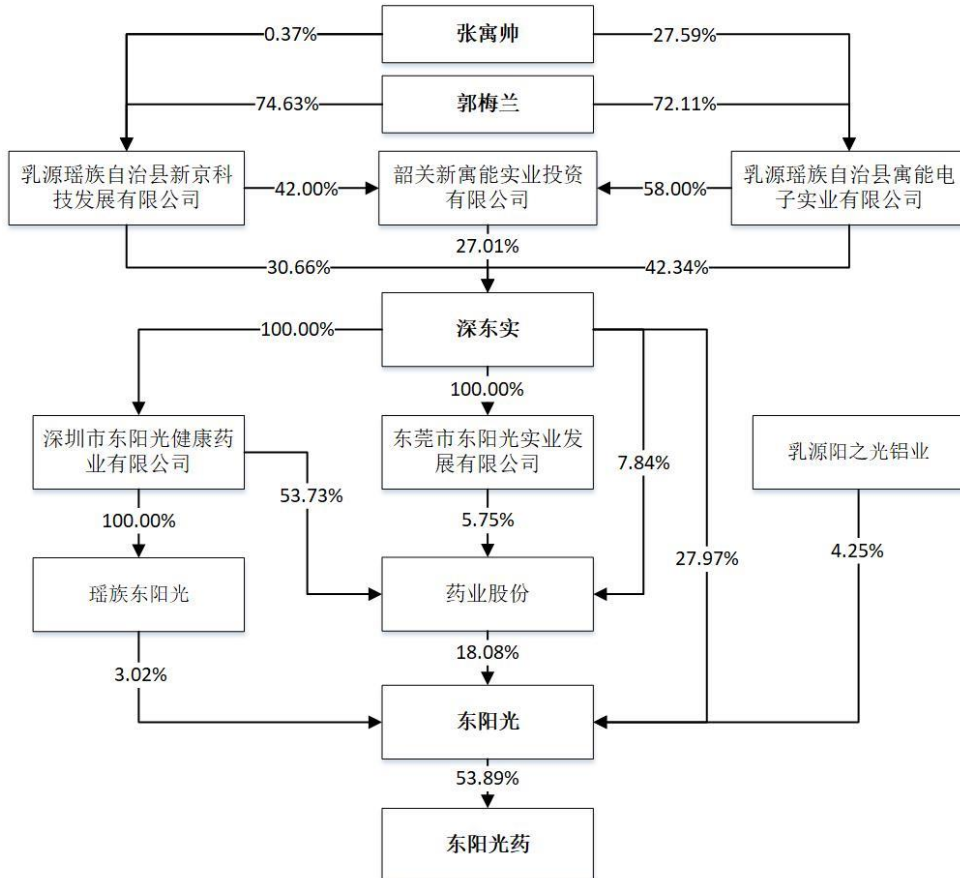 0.37%
张寓帅
27.59%
74.63%
郭梅兰
72.11%
乳源瑶族自治县新京科
技发展有限公司
42.00%
韶关新寓能实业投资
有限公司
58.00%
乳源瑶族自治县寓能电
子实业有限公司
27.01%
30.66%
42.34%
100.00%
深东实
100.00%
深圳市东阳光健康药
业有限公司
东莞市东阳光实业发
展有限公司
乳源阳之光铝业
7.84%
53.73%
100.00%
5.75%
27.97%
4.25%
瑶族东阳光
药业股份
18.08%
3.02%
东阳光
53.89%
东阳光药